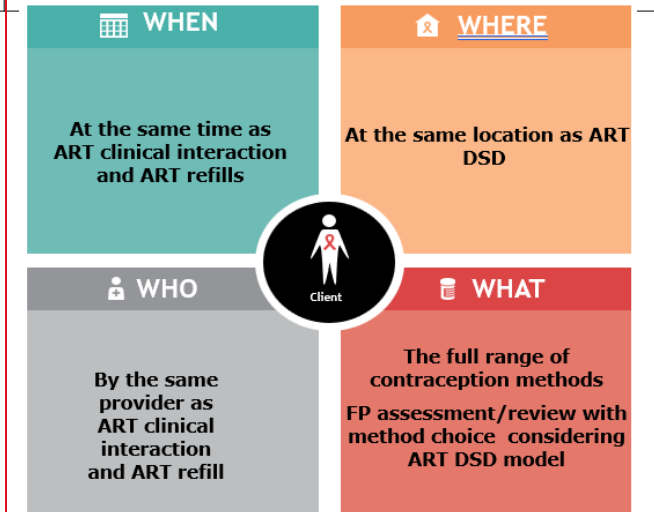 WHEN
At the same time as
ART clinical interaction
and ART refills
WHERE
At the same location as ART
DSD
Client
WHO
By the same
provider as
ART clinical
interaction
and ART refill
WHAT
The full range of
contraception methods
FP assessment/review with
method choice considering
ART DSD model